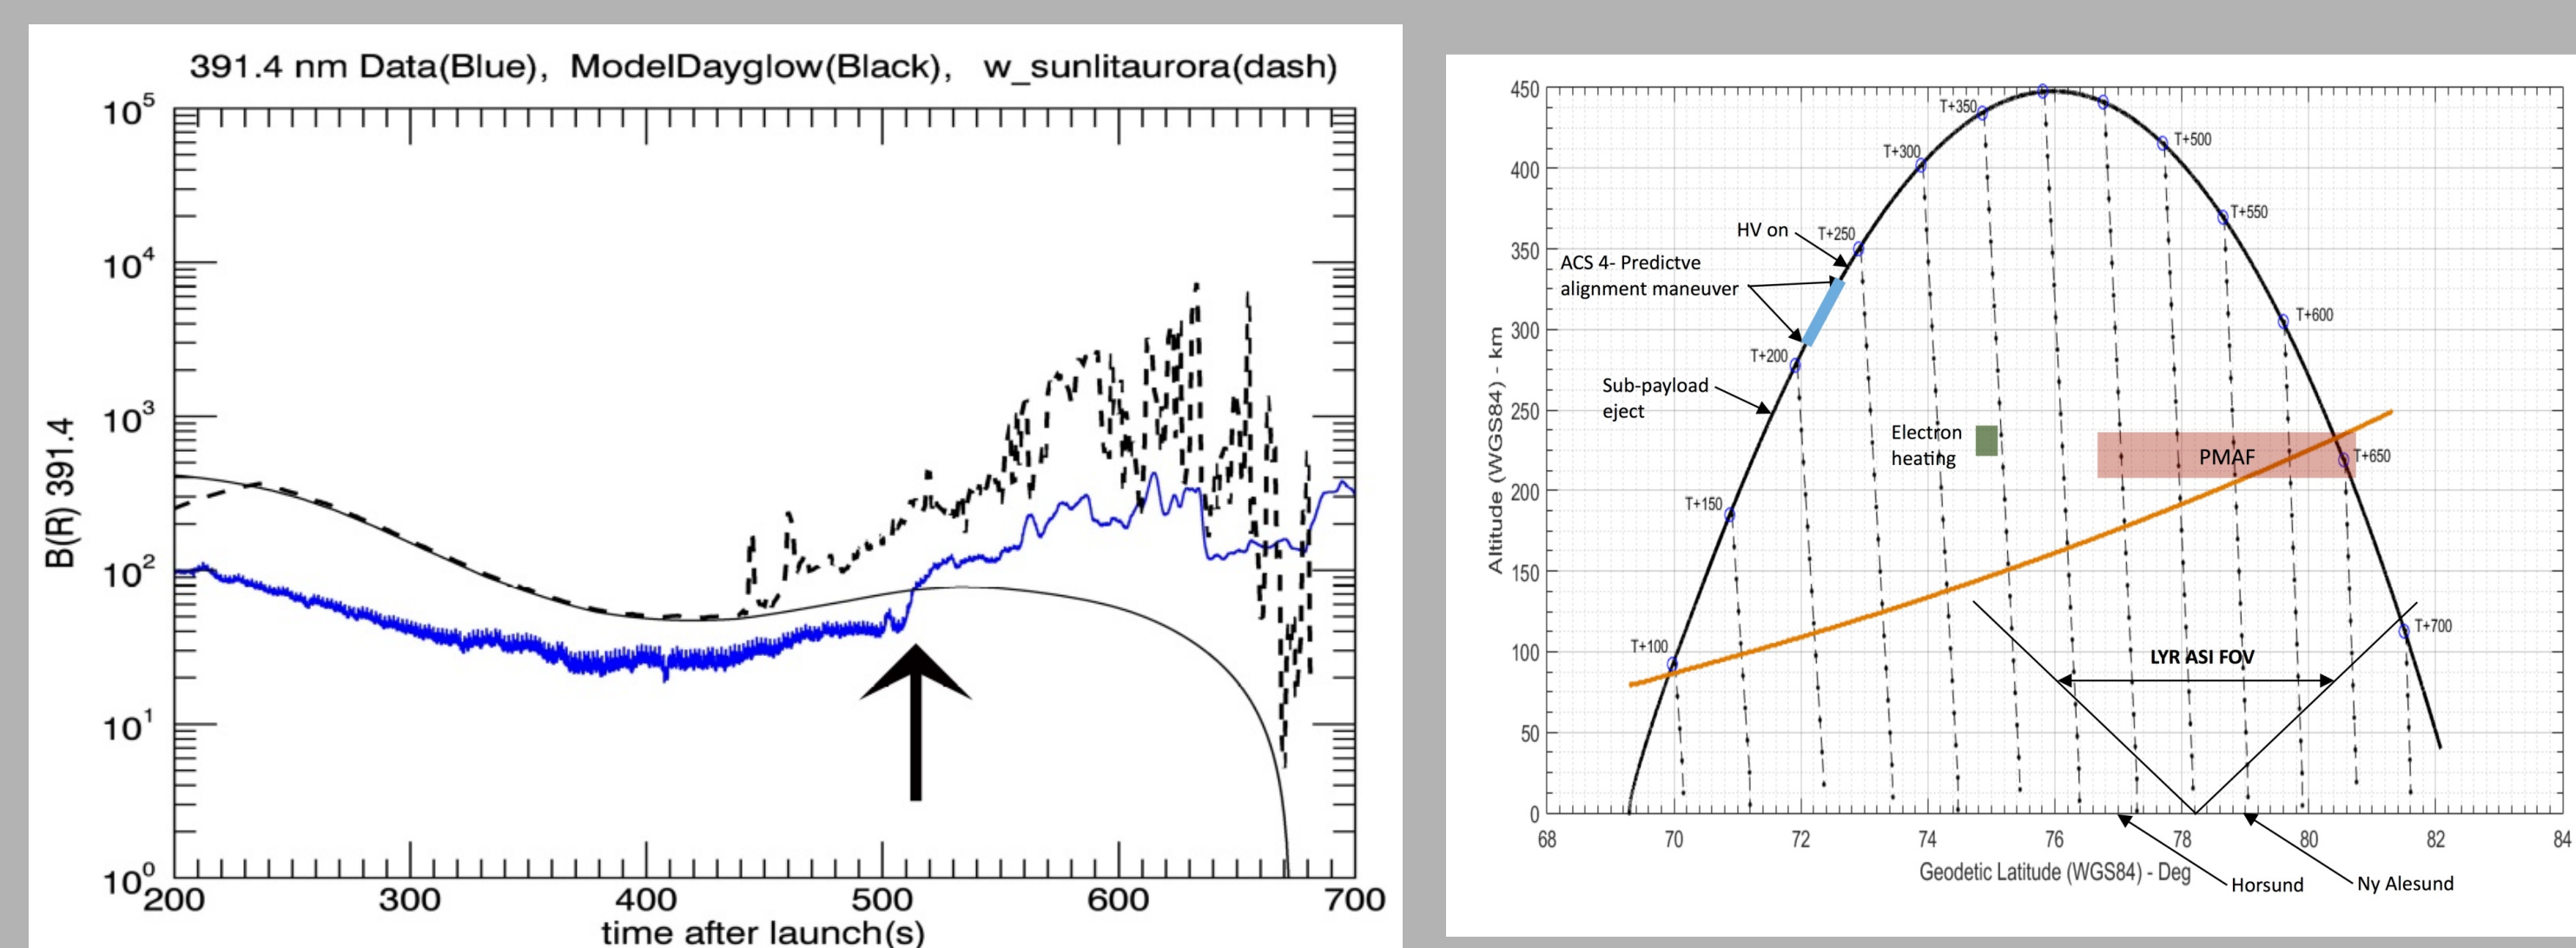 391.4 nm Data(Blue), ModelDayglow(Black), w_sunlitaurora(dash)
10^5
10^4
10^3
10^2
10^1
10^0
B(R) 391.4
200 300 400 500 600 700
time after launch(s)
450
400
350
300
250
200
150
100
50
0
Altitude (WGS84) - km
T+350
T+300
T+500
HV on
T+250
T+550
ACS 4- Predictve
alignment maneuver
T+600
T+200
Sub-payload
eject
Electron
heating
PMAF
T+650
T+150
T+100
T+700
LYR ASI FOV
68 70 72 74 76 78 80 82 84
Geodetic Latitude (WGS84) - Deg
Horsund
Ny Alesund